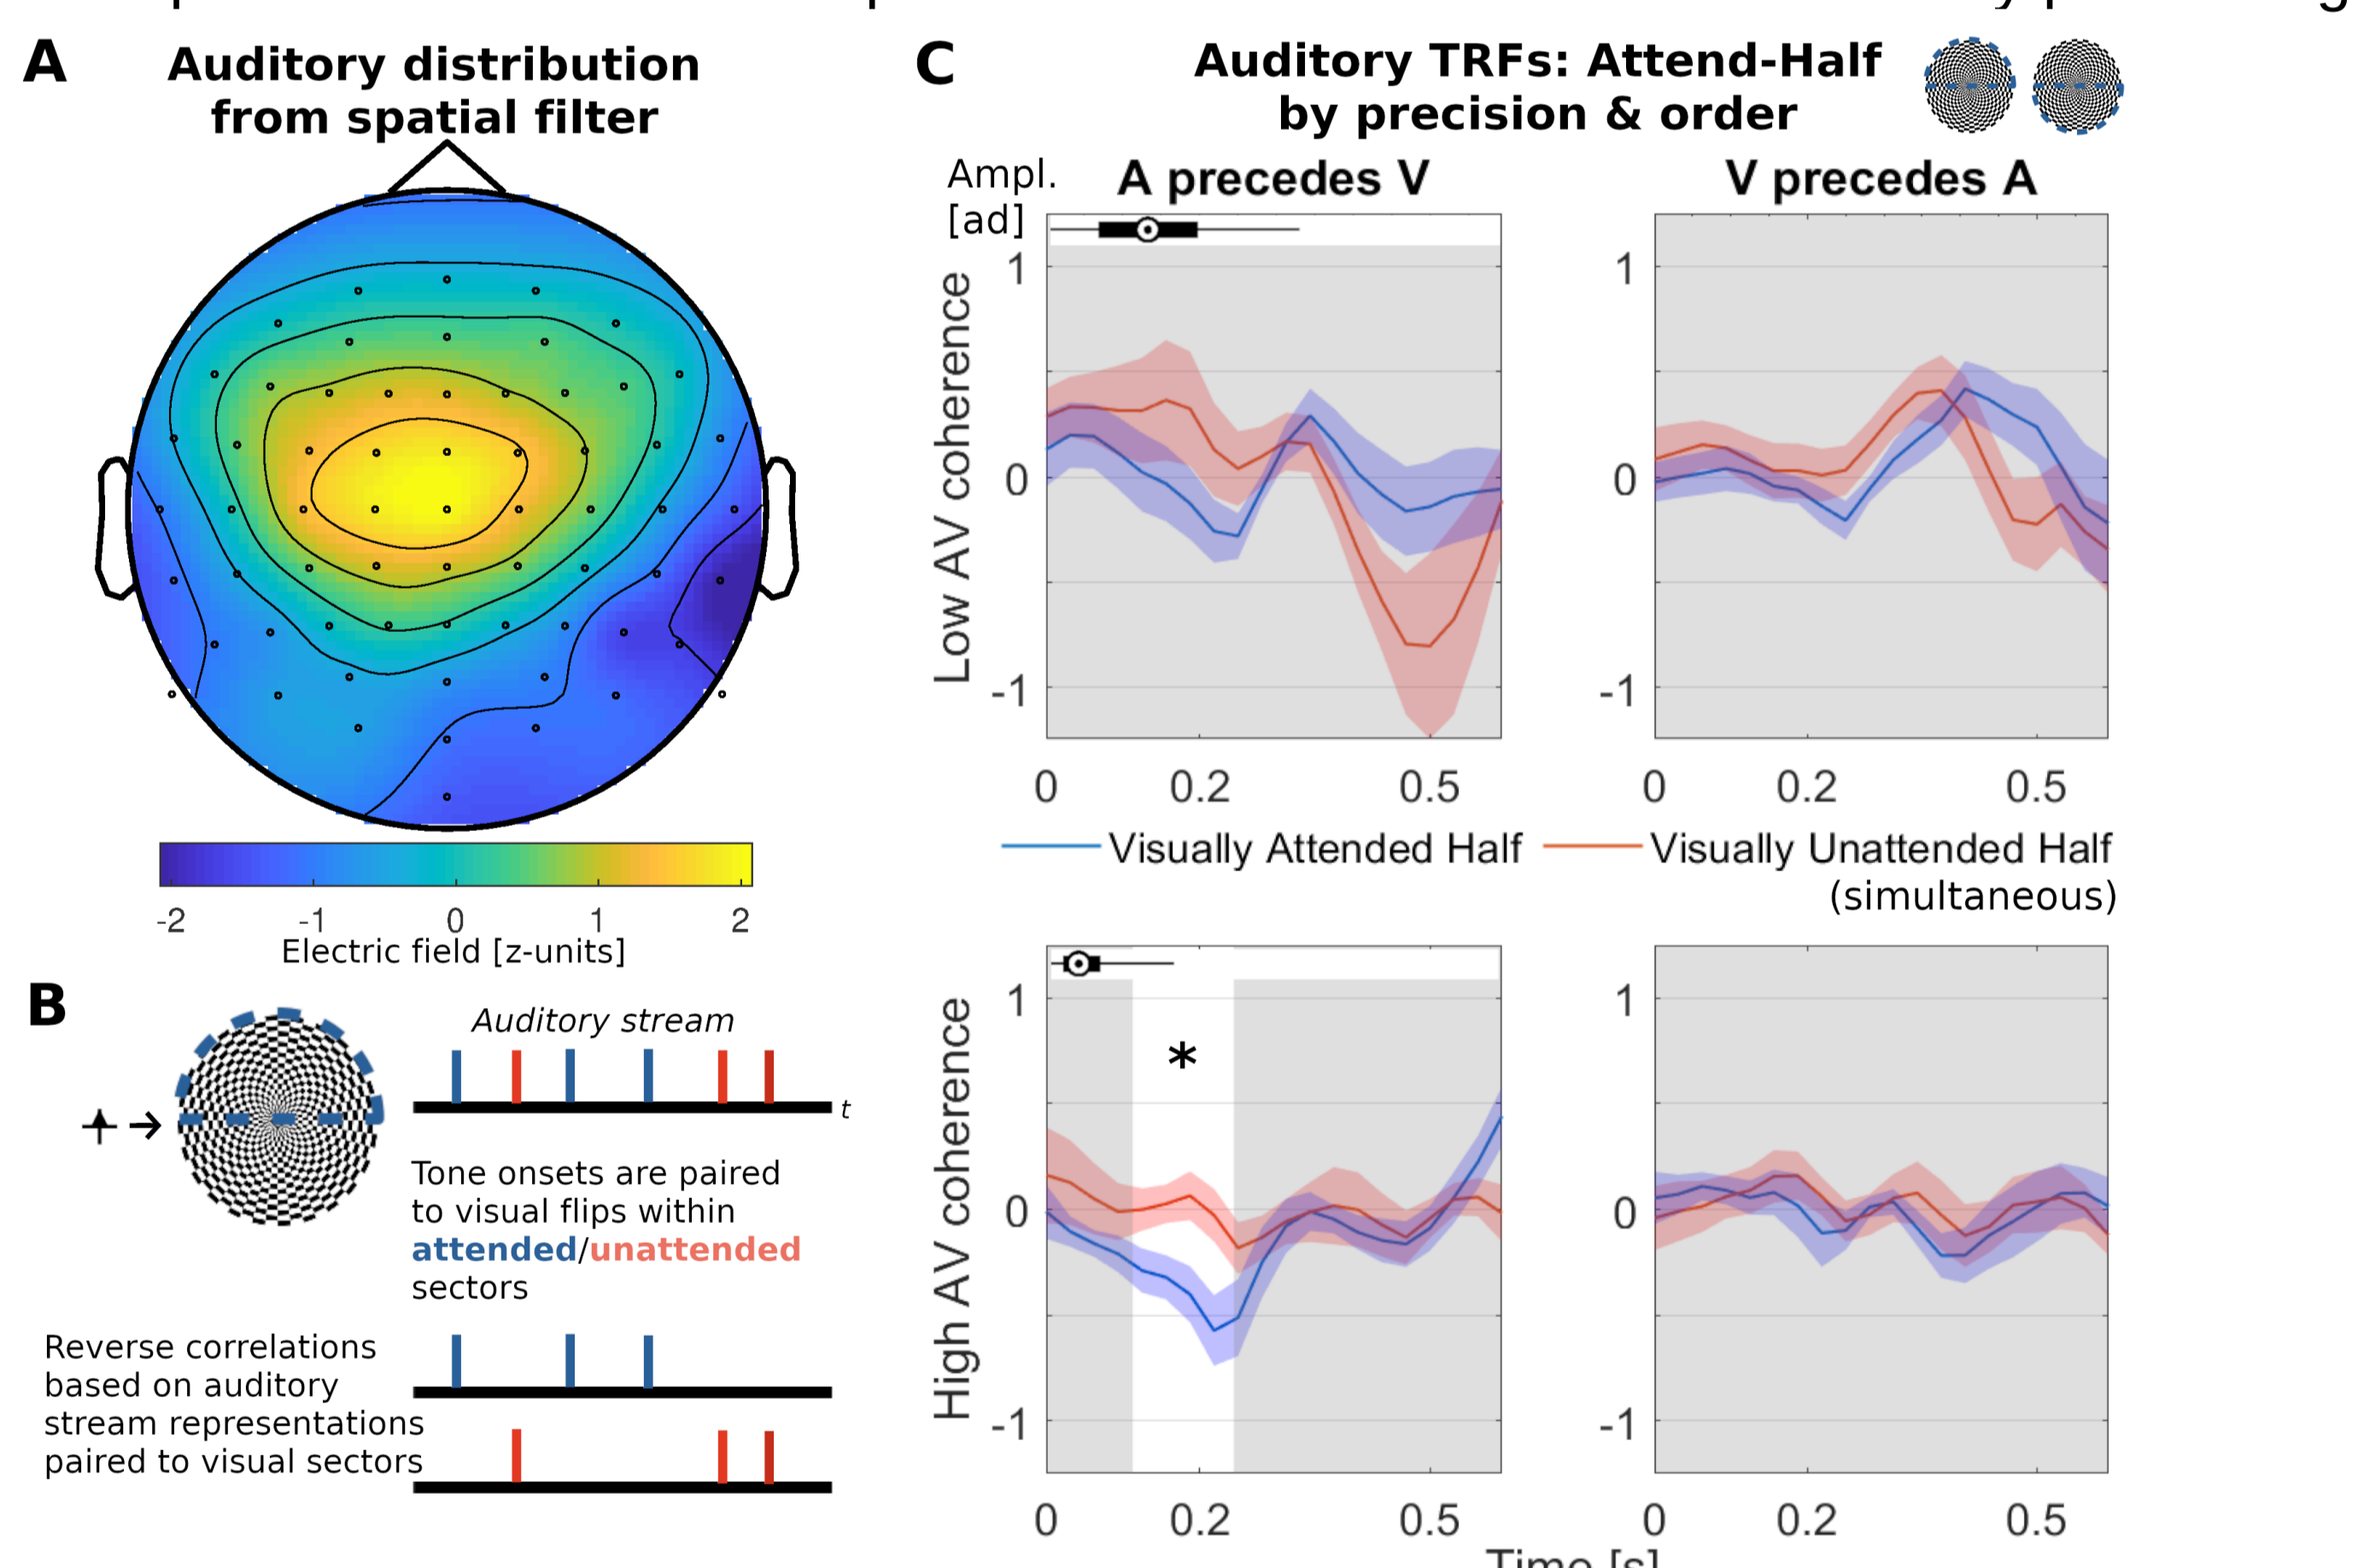 A
Auditory distribution
from spatial filter
-2 -1 0 1 2
Electric field [z-units]
B
Auditory stream
t
Tone onsets are paired
to visual flips within
attended/unattended
sectors
Reverse correlations
based on auditory
stream representations
paired to visual sectors
C
Auditory TRFs: Attend-Half
by precision & order
Ampl.
[ad]
A precedes V
V precedes A
Low AV coherence
1
0
-1
0 0.2 0.5
1
0
-1
0 0.2 0.5
Visually Attended Half
Visually Unattended Half
(simultaneous)
High AV coherence
1
0
-1
*
0 0.2 0.5
1
0
-1
0 0.2 0.5
Time [s]